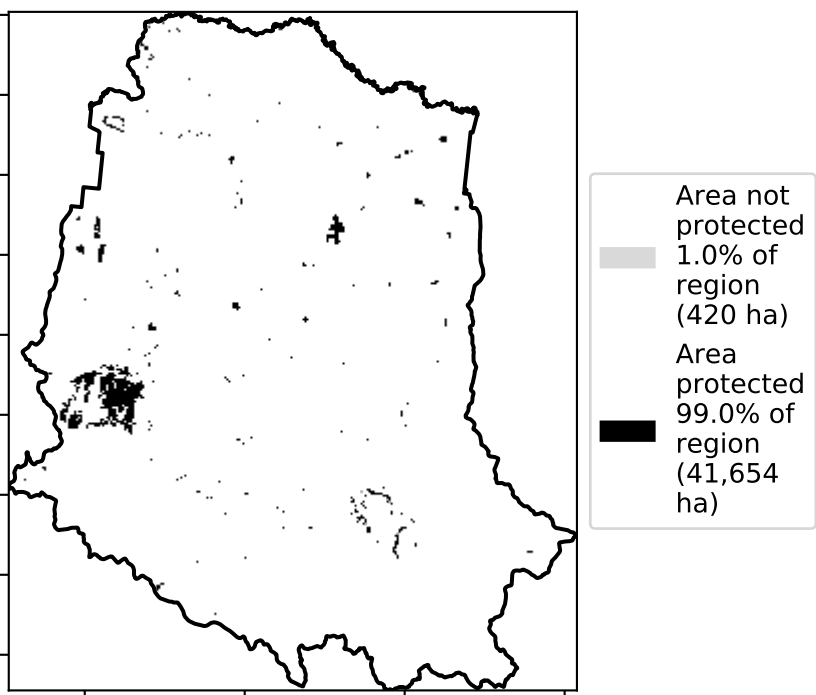 Area not
protected
1.0% of
region
(420 ha)
Area
protected
99.0% of
region
(41,654
ha)